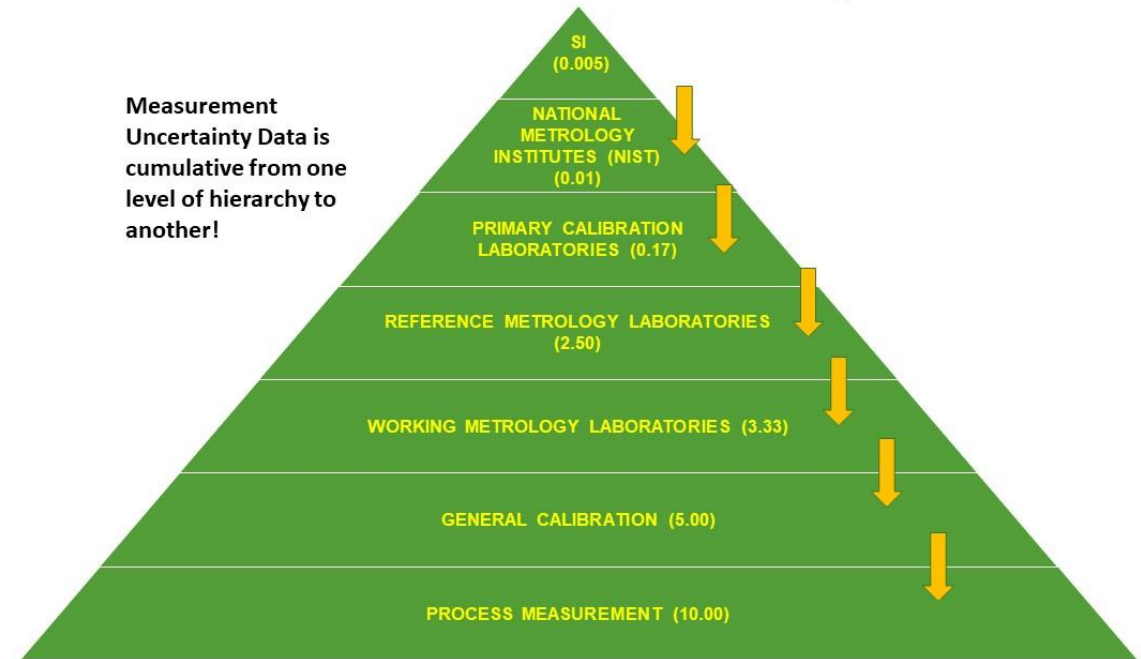 SI
(0.005)
Measurement
Uncertainty Data is
cumulative from one
level of hierarchy to
another!
NATIONAL
METROLOGY
INSTITUTES (NIST)
(0.01)
PRIMARY CALIBRATION
LABORATORIES (0.17)
REFERENCE METROLOGY LABORATORIES
(2.50)
WORKING METROLOGY LABORATORIES (3.33)
GENERAL CALIBRATION (5.00)
PROCESS MEASUREMENT (10.00)